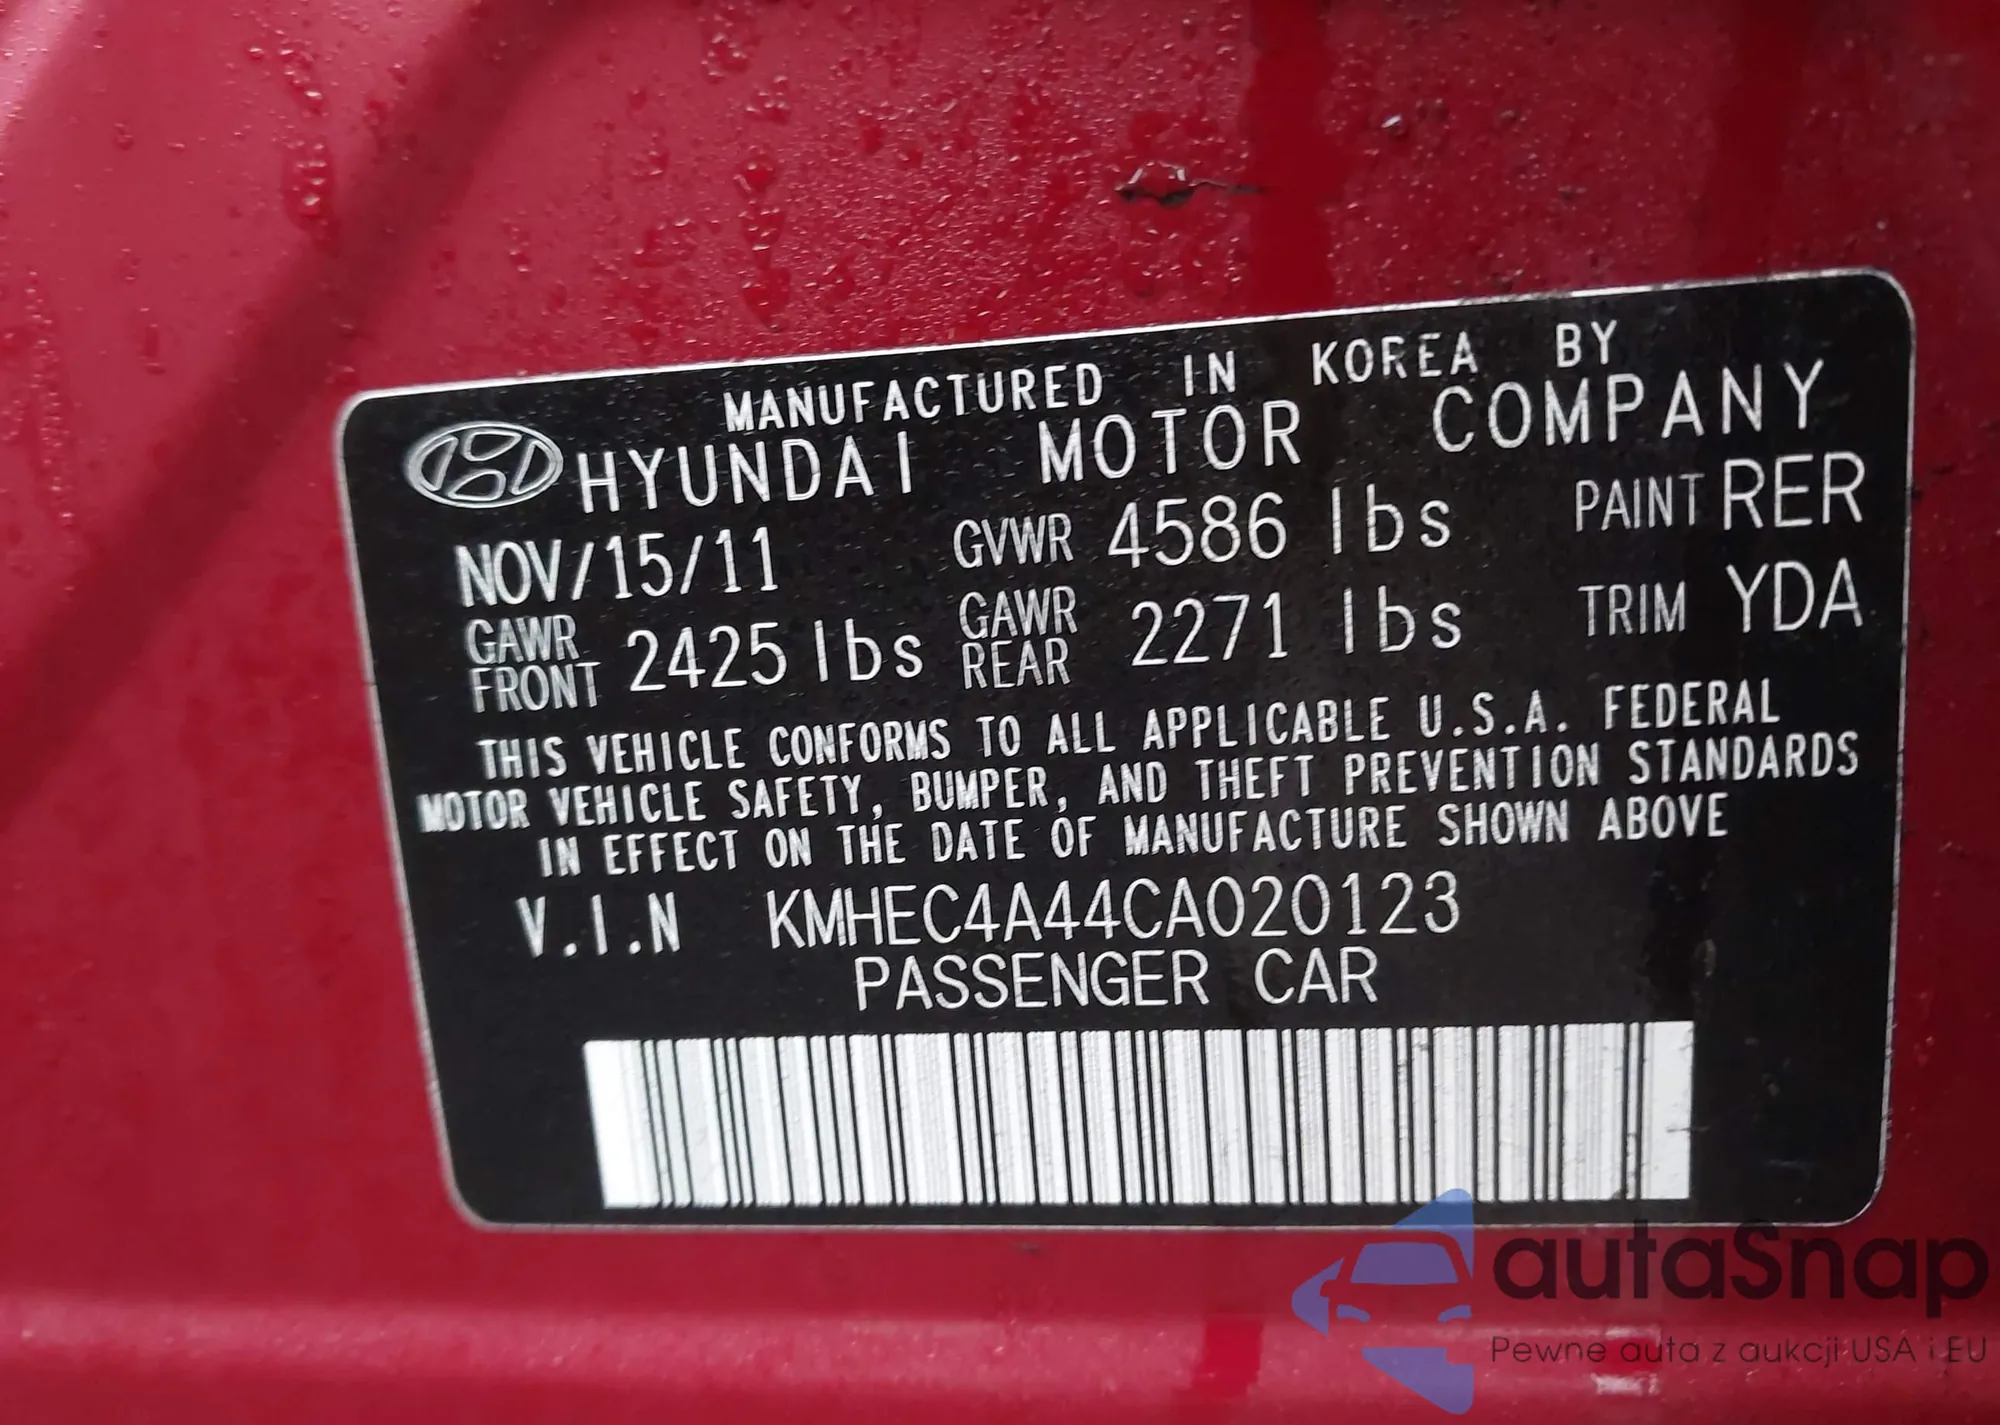 MANUFACTURED IN KOREA BY
HYUNDAI MOTOR COMPANY
NOV/15/11 GVWR 4586 lbs PAINT RER
GAWR FRONT 2425 lbs GAWR REAR 2271 lbs TRIM YDA
THIS VEHICLE CONFORMS TO ALL APPLICABLE U.S.A. FEDERAL
MOTOR VEHICLE SAFETY, BUMPER, AND THEFT PREVENTION STANDARDS
IN EFFECT ON THE DATE OF MANUFACTURE SHOWN ABOVE
V.I.N KMHEC4A44CA020123
PASSENGER CAR
autaSnap
Pewne auta z aukcji USA i EU